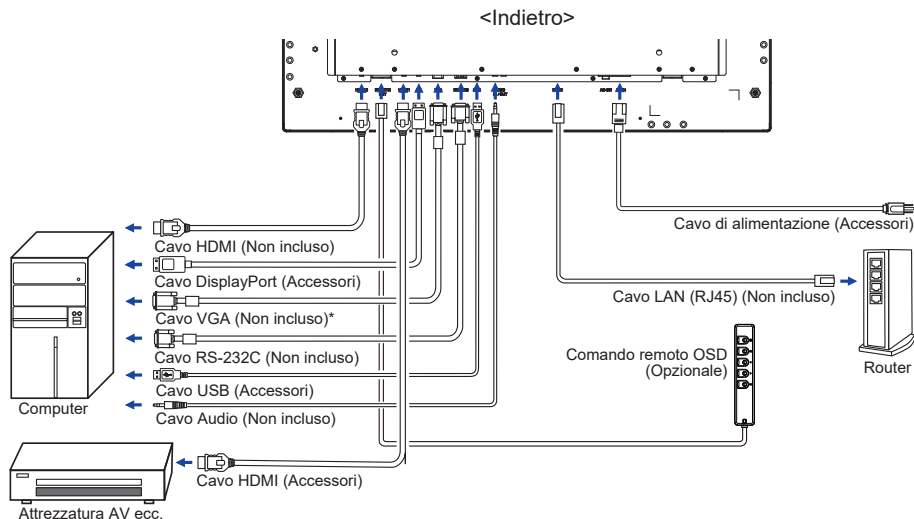 <Indietro>
Cavo di alimentazione (Accessori)
Cavo HDMI (Non incluso)
Cavo DisplayPort (Accessori)
Cavo LAN (RJ45) (Non incluso)
Cavo VGA (Non incluso)*
Cavo RS-232C (Non incluso)
Comando remoto OSD
(Opzionale)
Router
Cavo USB (Accessori)
Computer
Cavo Audio (Non incluso)
Cavo HDMI (Accessori)
Attrezzatura AV ecc.